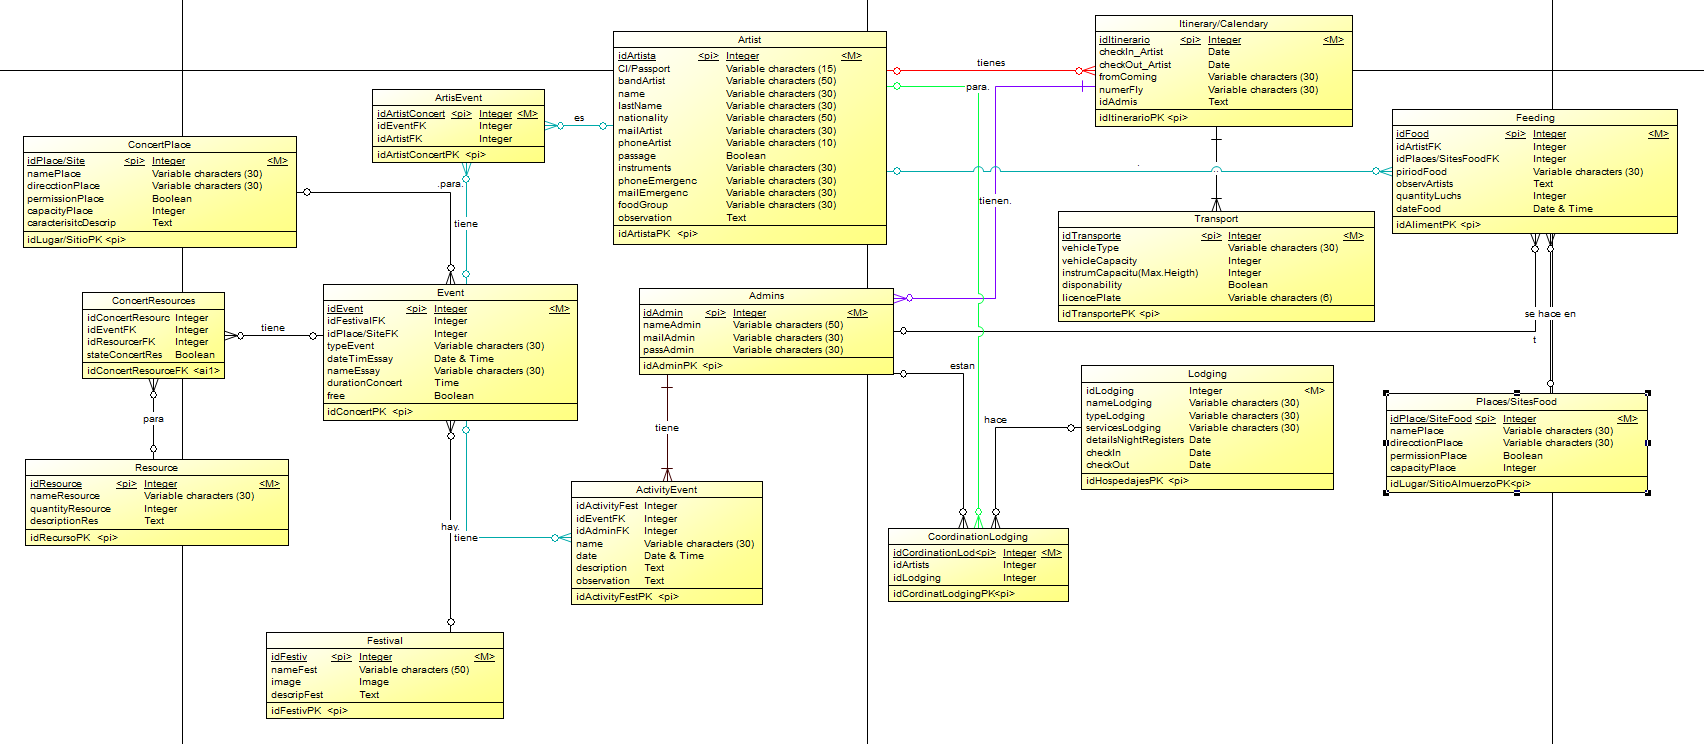 Artist
idArtista <pi> Integer <M>
CI/Passport Variable characters (15)
bandArtist Variable characters (50)
name Variable characters (30)
lastName Variable characters (30)
nationality Variable characters (50)
mailArtist Variable characters (30)
phoneArtist Variable characters (10)
passage Boolean
instruments Variable characters (30)
phoneEmergenc Variable characters (30)
mailEmergenc Variable characters (30)
foodGroup Variable characters (30)
observation Text
idArtistaPK <pi>
tienes
para.
Itinerary/Calendary
idItinerario <pi> Integer <M>
checkIn_Artist Date
checkOut_Artist Date
fromComing Variable characters (30)
numerFly Variable characters (30)
idAdmis Text
idItinerarioPK <pi>
ArtisEvent
idArtistConcert <pi> Integer <M>
idEventFK Integer
idArtistFK Integer
idArtistConcertPK <pi>
es
ConcertPlace
idPlace/Site <pi> Integer <M>
namePlace Variable characters (30)
direcctionPlace Variable characters (30)
permissionPlace Boolean
capacityPlace Integer
caracterisitcDescrip Text
idLugar/SitioPK <pi>
.para.
tiene
tienen.
.
Feeding
idFood <pi> Integer <M>
idArtistFK Integer
idPlaces/SitesFoodFK Integer
piriodFood Variable characters (30)
observArtists Text
quantityLuchs Integer
dateFood Date & Time
idAlimentPK <pi>
Transport
idTransporte <pi> Integer <M>
vehicleType Variable characters (30)
vehicleCapacity Integer
instrumCapacitu(Max.Heigth) Integer
disponability Boolean
licencePlate Variable characters (6)
idTransportePK <pi>
ConcertResources
idConcertResourc Integer
idEventFK Integer
idResourcerFK Integer
stateConcertRes Boolean
idConcertResourceFK <ai1>
tiene
Event
idEvent <pi> Integer <M>
idFestivalFK Integer
idPlace/SiteFK Integer
typeEvent Variable characters (30)
dateTimEssay Date & Time
nameEssay Variable characters (30)
durationConcert Time
free Boolean
idConcertPK <pi>
Admins
idAdmin <pi> Integer <M>
nameAdmin Variable characters (50)
mailAdmin Variable characters (30)
passAdmin Variable characters (30)
idAdminPK <pi>
se hace en
t
estan
Lodging
idLodging Integer <M>
nameLodging Variable characters (30)
typeLodging Variable characters (30)
servicesLodging Variable characters (30)
detailsNightRegisters Date
checkIn Date
checkOut Date
idHospedajesPK <pi>
hace
Places/SitesFood
idPlace/SiteFood <pi> Integer <M>
namePlace Variable characters (30)
direcctionPlace Variable characters (30)
permissionPlace Boolean
capacityPlace Integer
idLugar/SitioAlmuerzoPK<pi>
para
tiene
Resource
idResource <pi> Integer <M>
nameResource Variable characters (30)
quantityResource Integer
descriptionRes Text
idRecursoPK <pi>
ActivityEvent
idActivityFest Integer
idEventFK Integer
idAdminFK Integer
name Variable characters (30)
date Date & Time
description Text
observation Text
idActivityFestPK <pi>
hay.
tiene
CoordinationLodging
idCordinationLod<pi> Integer <M>
idArtists Integer
idLodging Integer
idCordinatLodgingPK<pi>
Festival
idFestiv <pi> Integer <M>
nameFest Variable characters (50)
image Image
descripFest Text
idFestivPK <pi>